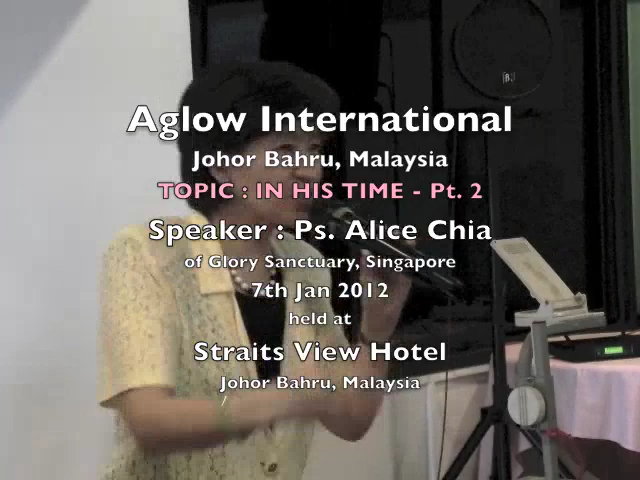 Aglow International
Johor Bahru, Malaysia
TOPIC : IN HIS TIME - Pt. 2
Speaker : Ps. Alice Chia
of Glory Sanctuary, Singapore
7th Jan 2012
held at
Straits View Hotel
Johor Bahru, Malaysia